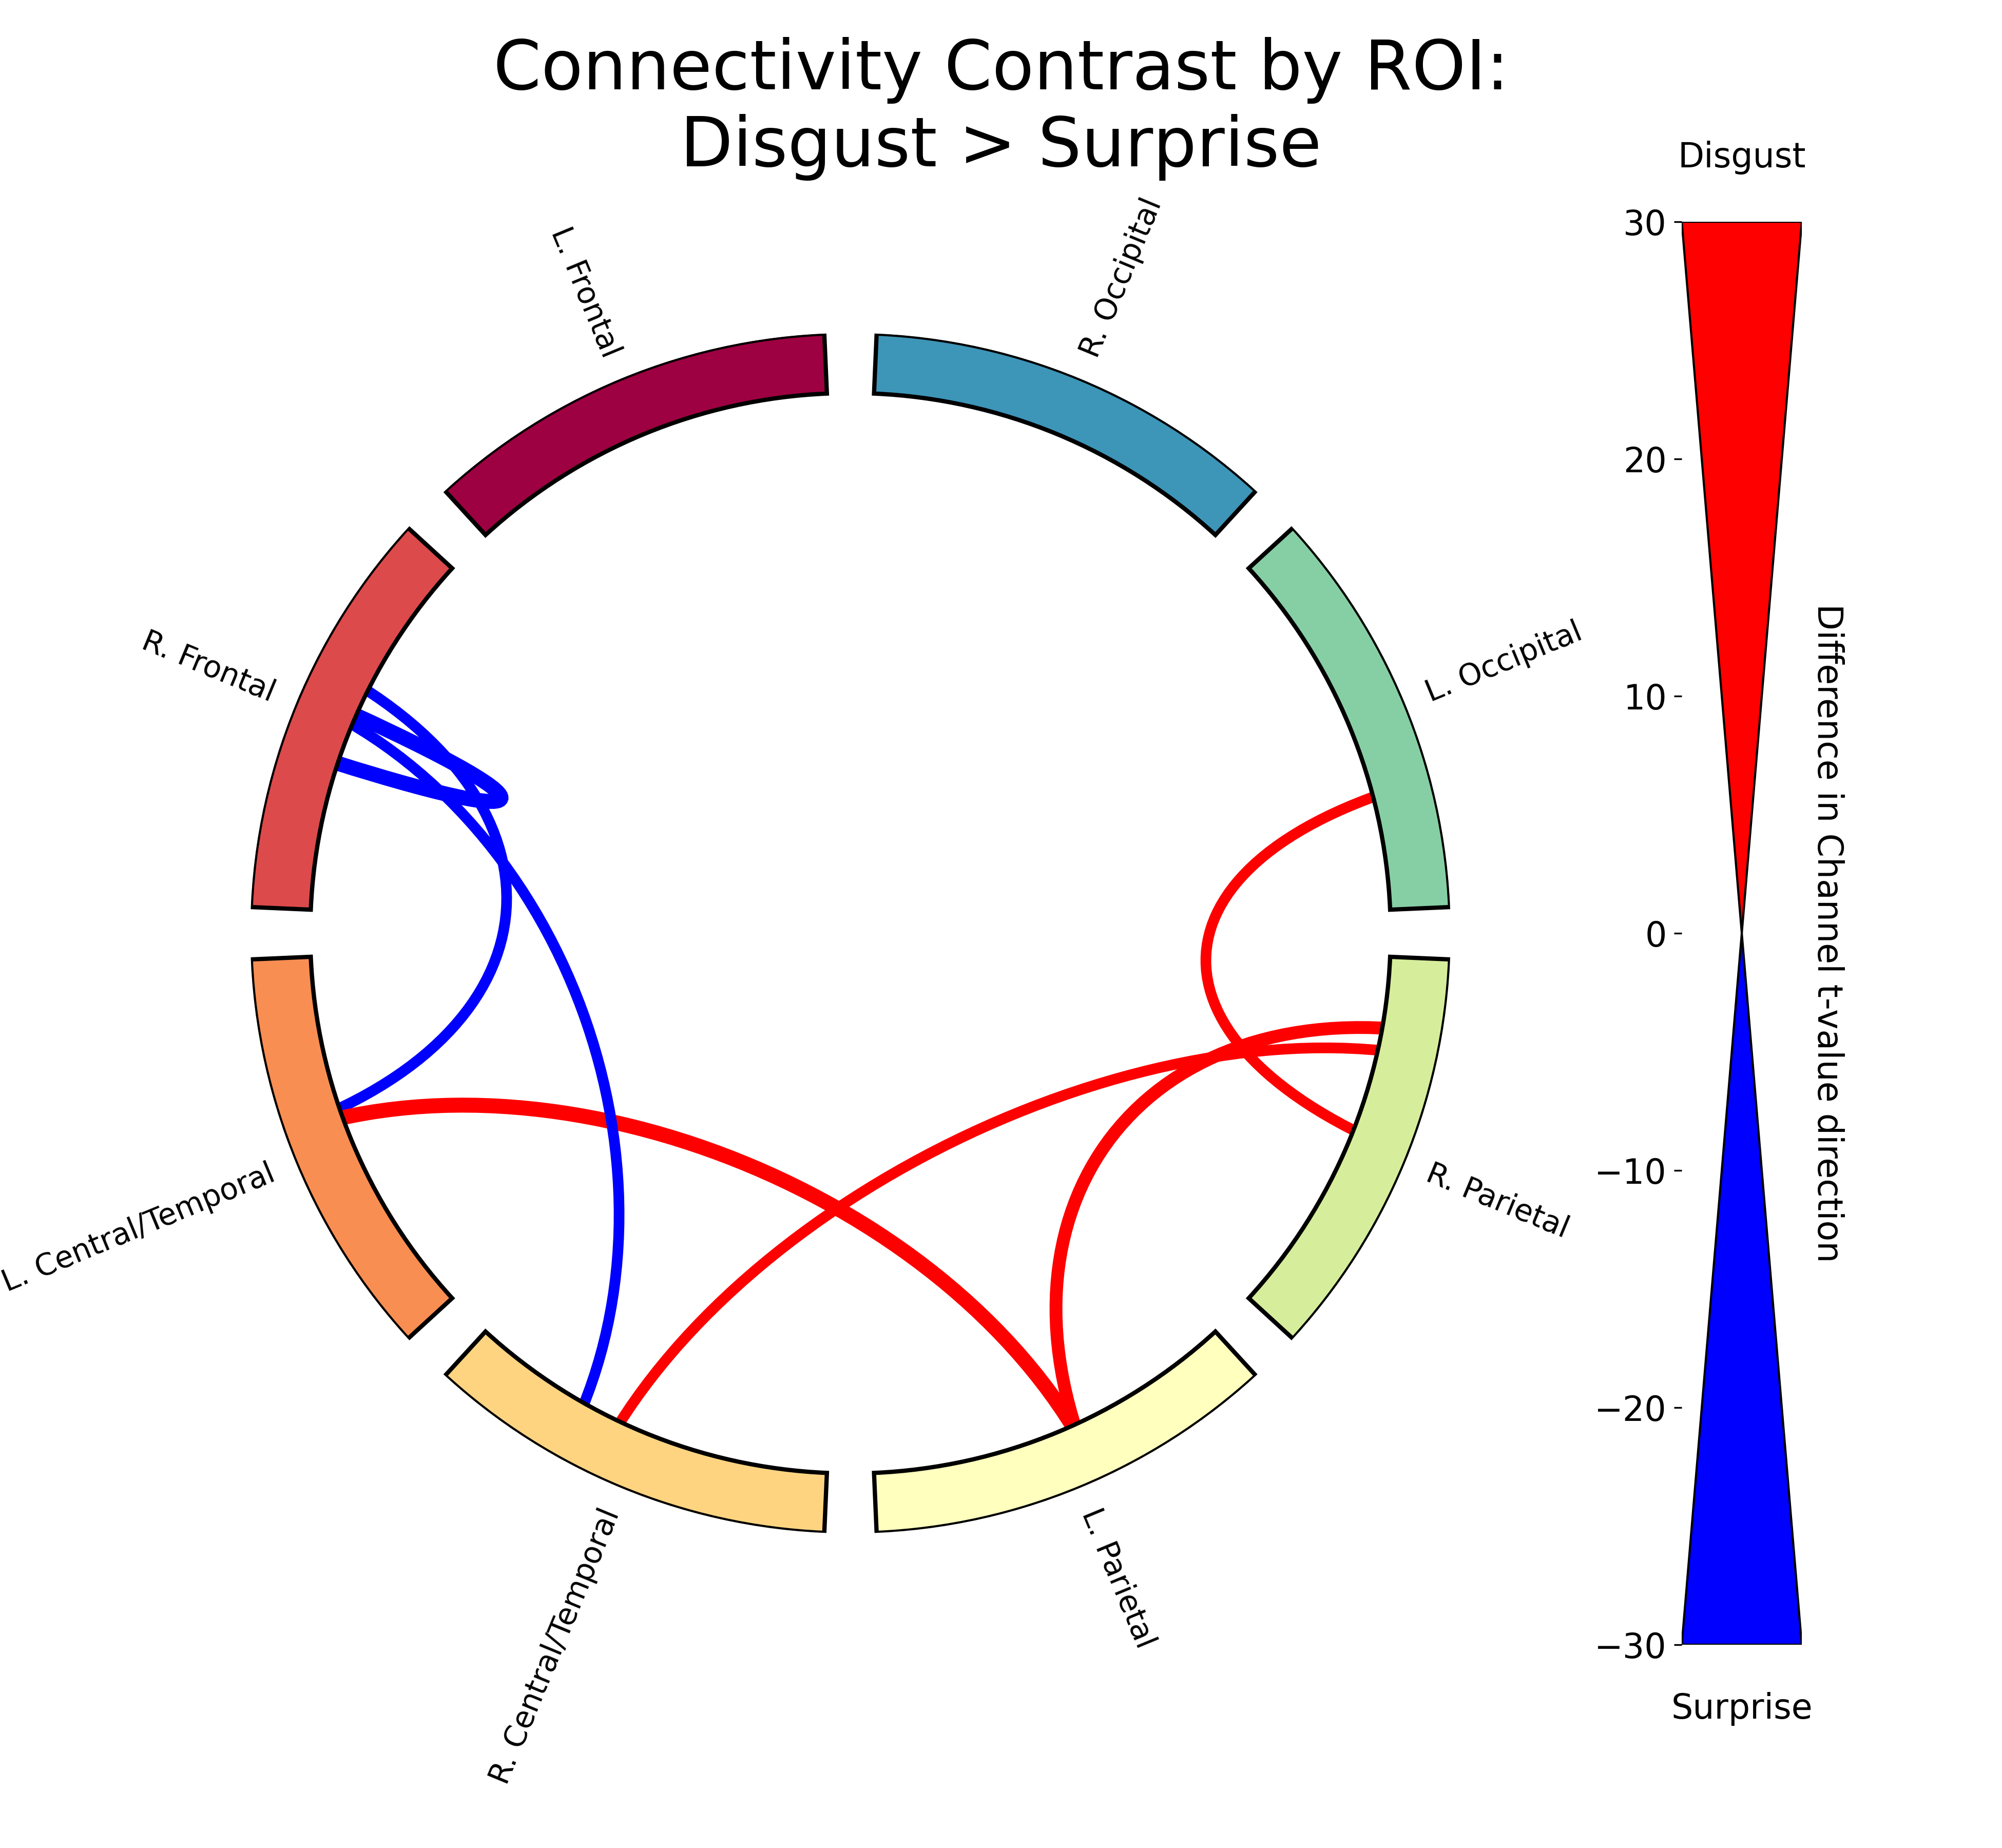 Connectivity Contrast by ROI:
Disgust > Surprise
Disgust
R. Occipital
L. Frontal
30
20
L. Occipital
R. Frontal
10
Difference in Channel t-value direction
0
−10
L. Central/Temporal
R. Parietal
−20
R. Central/Temporal
L. Parietal
−30
Surprise